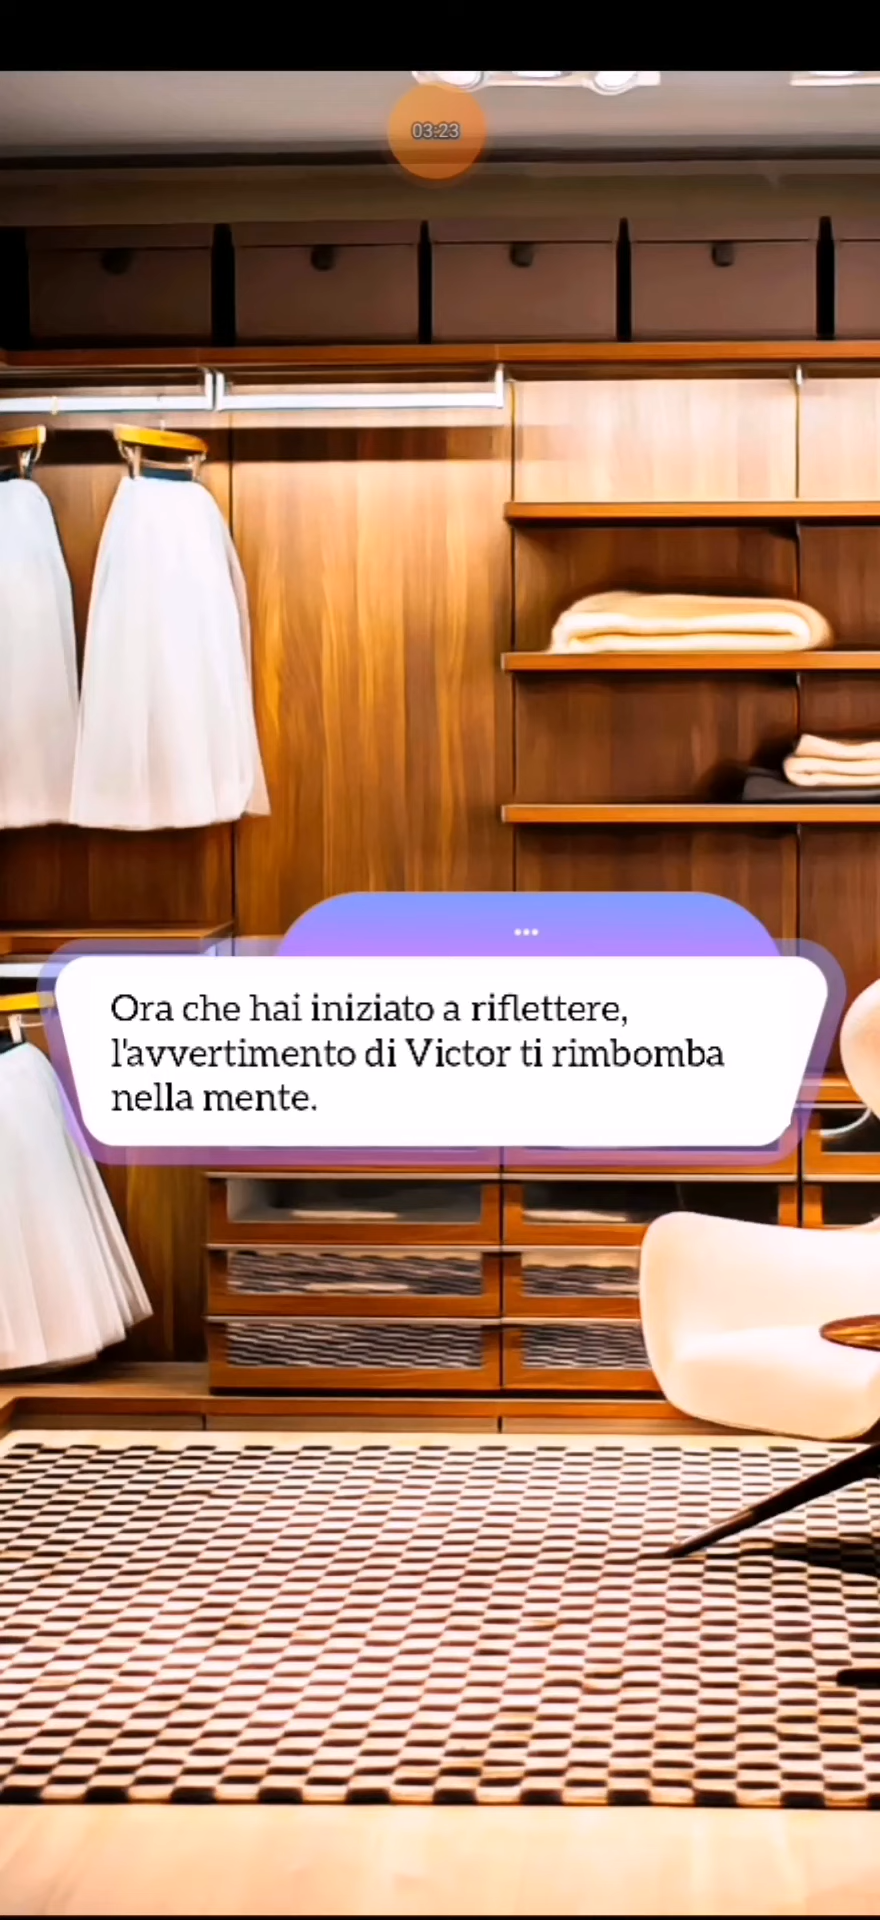 03:23
...
Ora che hai iniziato a riflettere,
l'avvertimento di Victor ti rimbomba
nella mente.